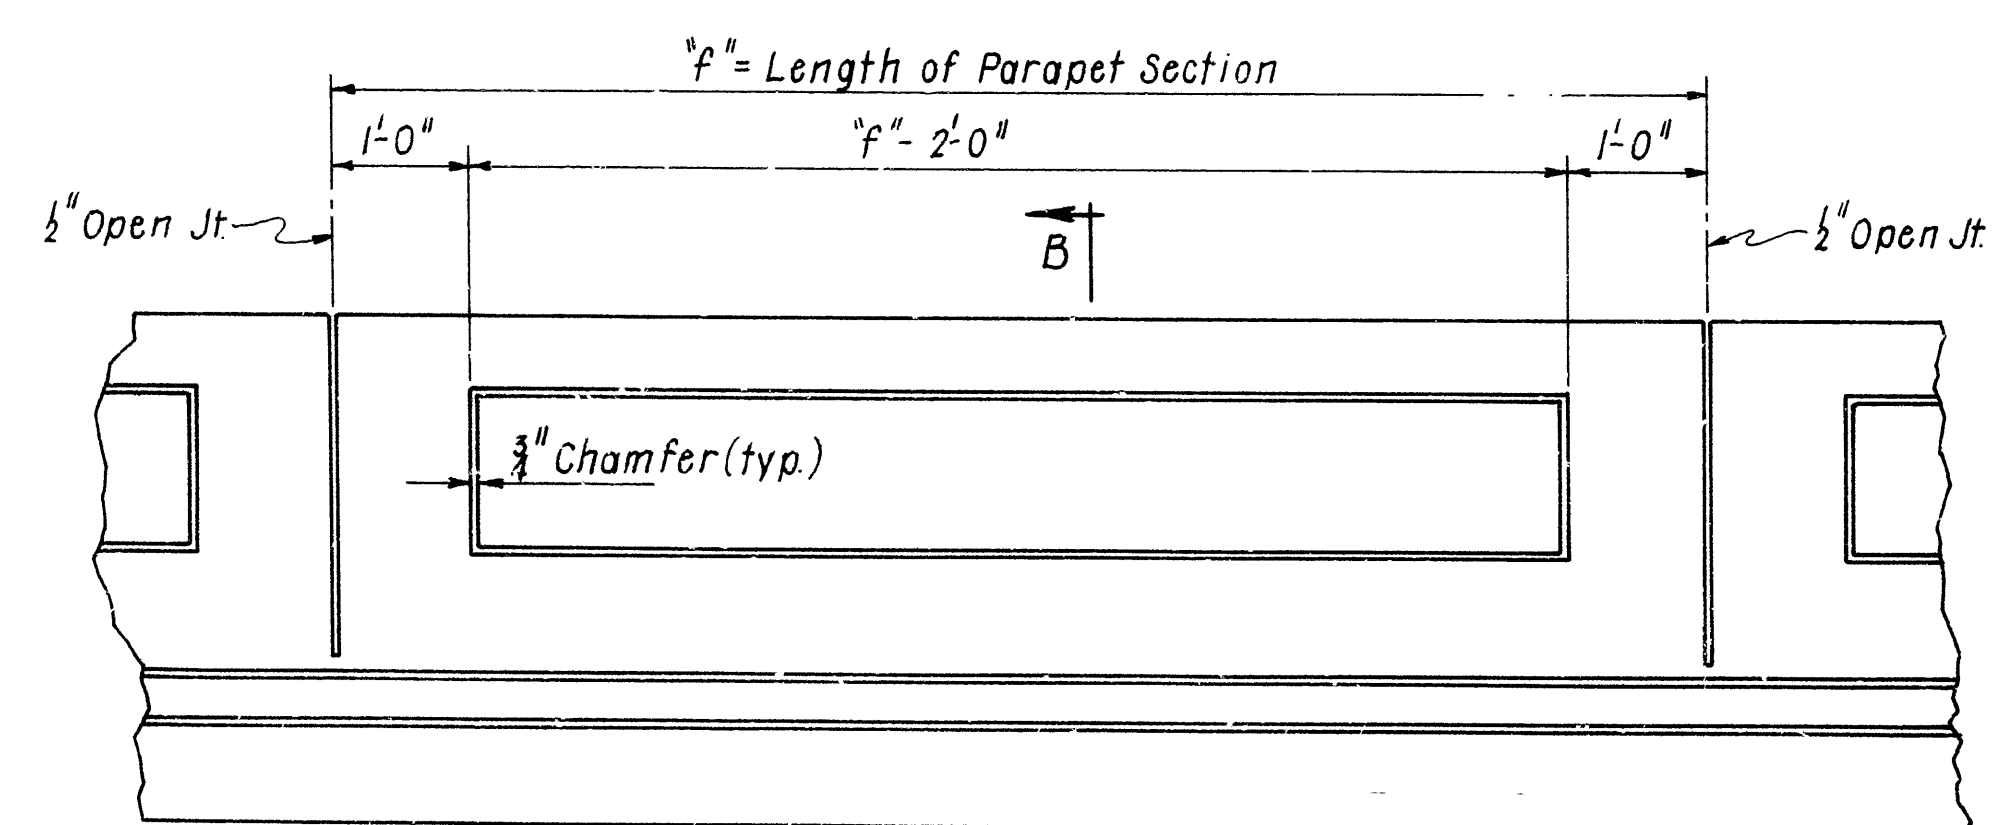 "f" = Length of Parapet Section
1'-0" "f" - 2'-0" 1'-0"
1/2" Open Jt. B 1/2" Open Jt.
3/4" Chamfer (typ.)